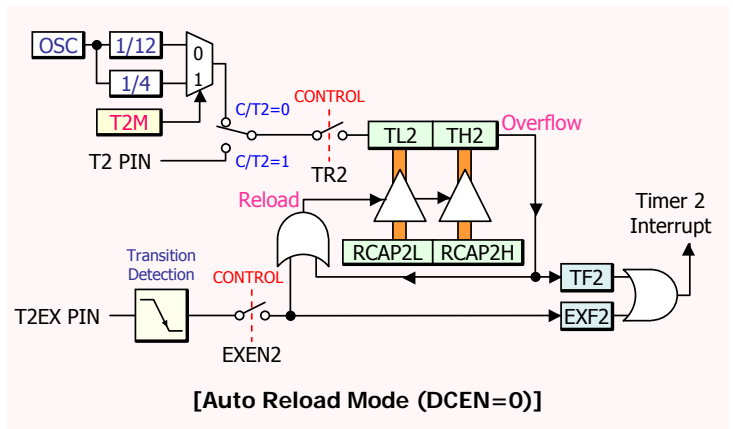 OSC
1/12
0
1/4
1
T2M
C/T2=0
CONTROL
T2 PIN
C/T2=1
TR2
TL2
TH2
Overflow
Reload
RCAP2L
RCAP2H
Timer 2
Interrupt
Transition
Detection
CONTROL
T2EX PIN
EXEN2
TF2
EXF2
[Auto Reload Mode (DCEN=0)]